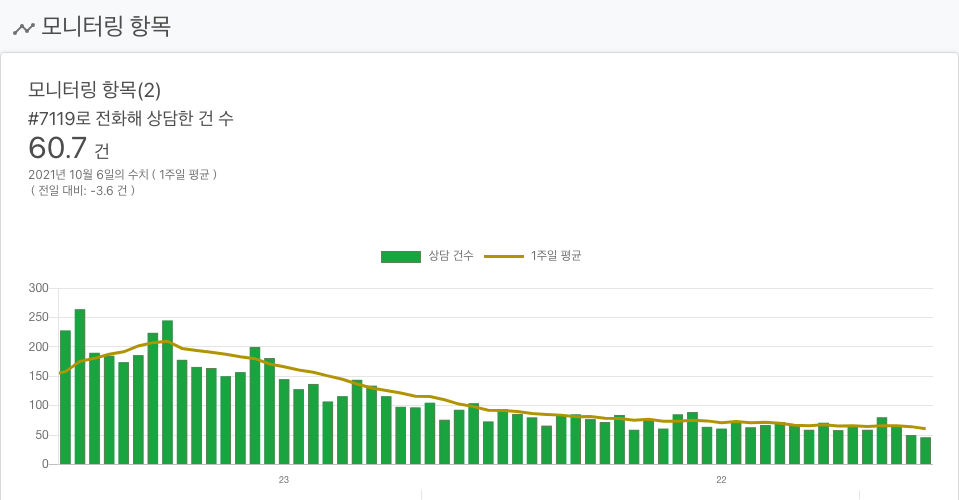 모니터링 항목
모니터링 항목(2)
#7119로 전화해 상담한 건 수
60.7 건
2021년 10월 6일의 수치 ( 1주일 평균 )
( 전일 대비: -3.6 건 )
상담 건수 1주일 평균
300
250
200
150
100
50
0
23 22